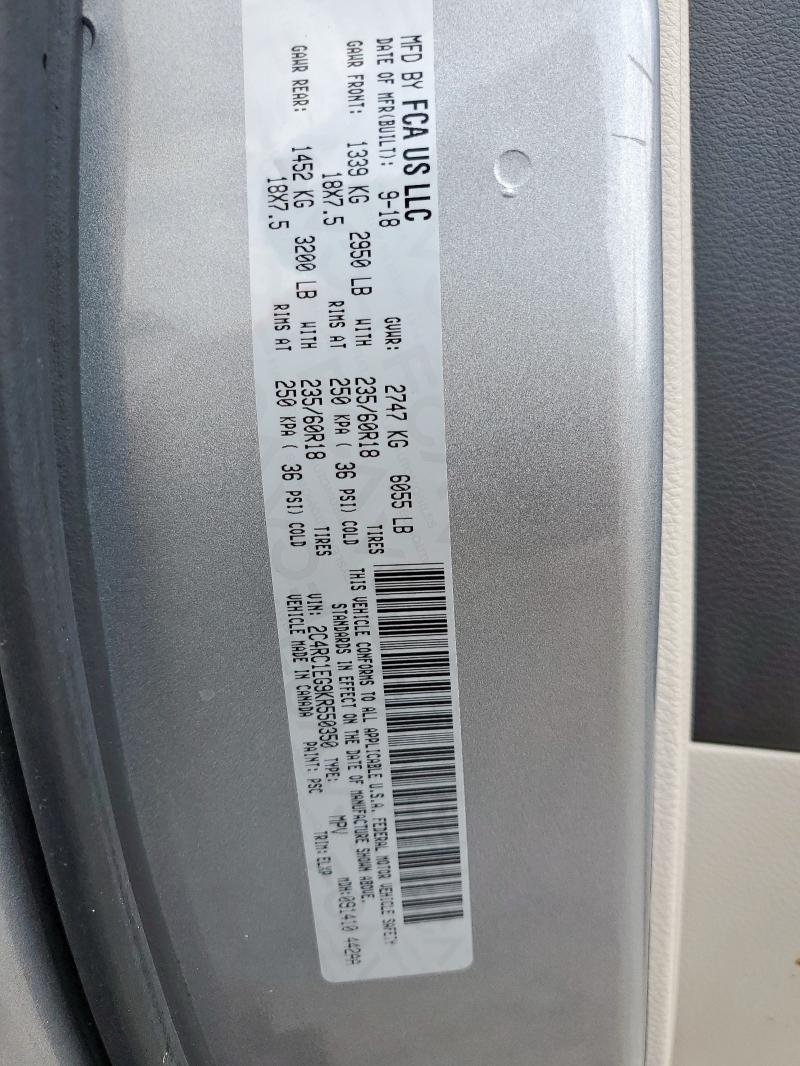 MFD BY FCA US LLC
DATE OF MFR(BUILT): 9-18 GVWR: 2747 KG 6055 LB
GAWR FRONT: 1339 KG 2950 LB WITH 235/60R18 TIRES
18X7.5 RIMS AT 250 KPA ( 36 PSI) COLD
GAWR REAR: 1452 KG 3200 LB WITH 235/60R18 TIRES
18X7.5 RIMS AT 250 KPA ( 36 PSI) COLD
THIS VEHICLE CONFORMS TO ALL APPLICABLE U.S.A. FEDERAL MOTOR VEHICLE SAFETY
STANDARDS IN EFFECT ON THE DATE OF MANUFACTURE SHOWN ABOVE.
VIN: 2C4RC1EG9KR550350 TYPE: MPV MDH:091410 442AA
VEHICLE MADE IN CANADA PAINT: PSC TRIM: